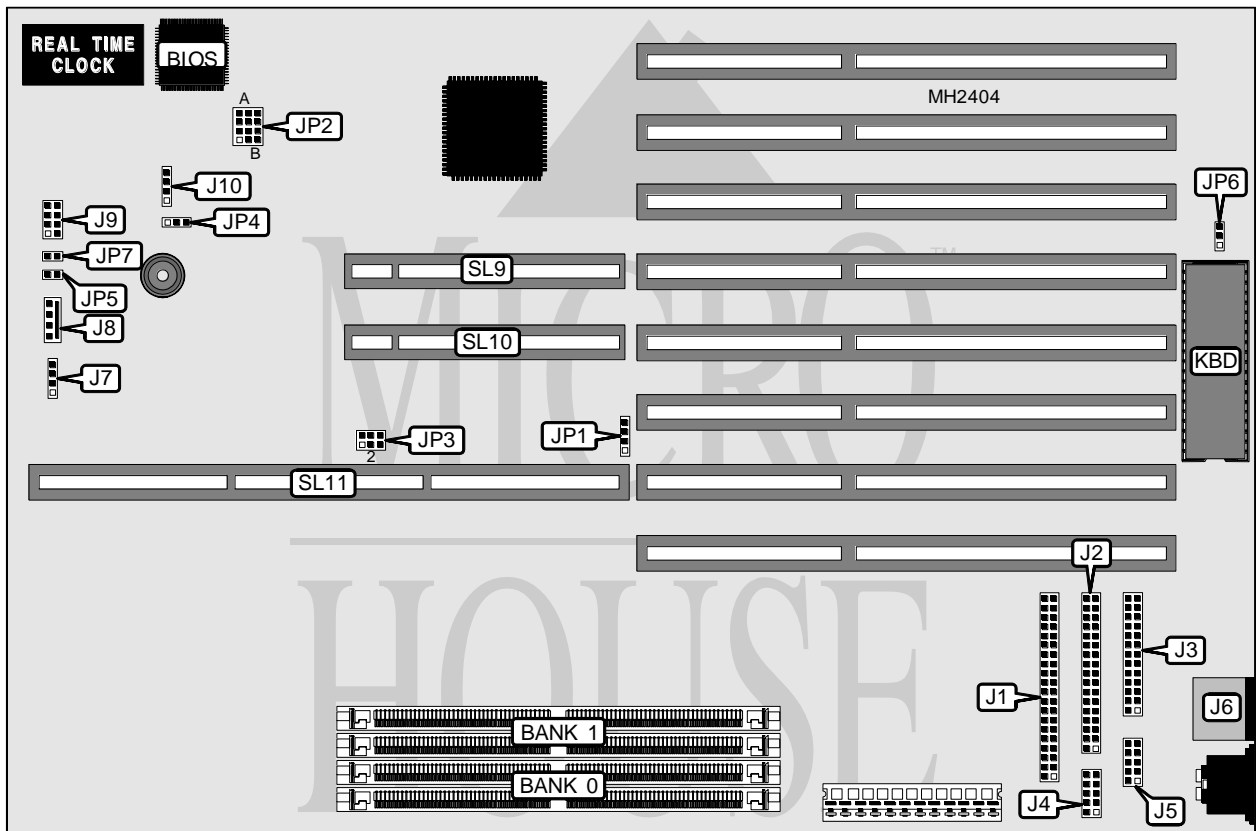 REAL TIME
CLOCK
BIOS
MH2404
A
JP2
B
J10
JP6
J9
JP4
JP7
SL9
TM
JP5
J8
SL10
KBD
J7
JP3
JP1
2
MICRO
SL11
J2
HOUSE
J3
J1
J6
BANK 1
BANK 0
J4
J5